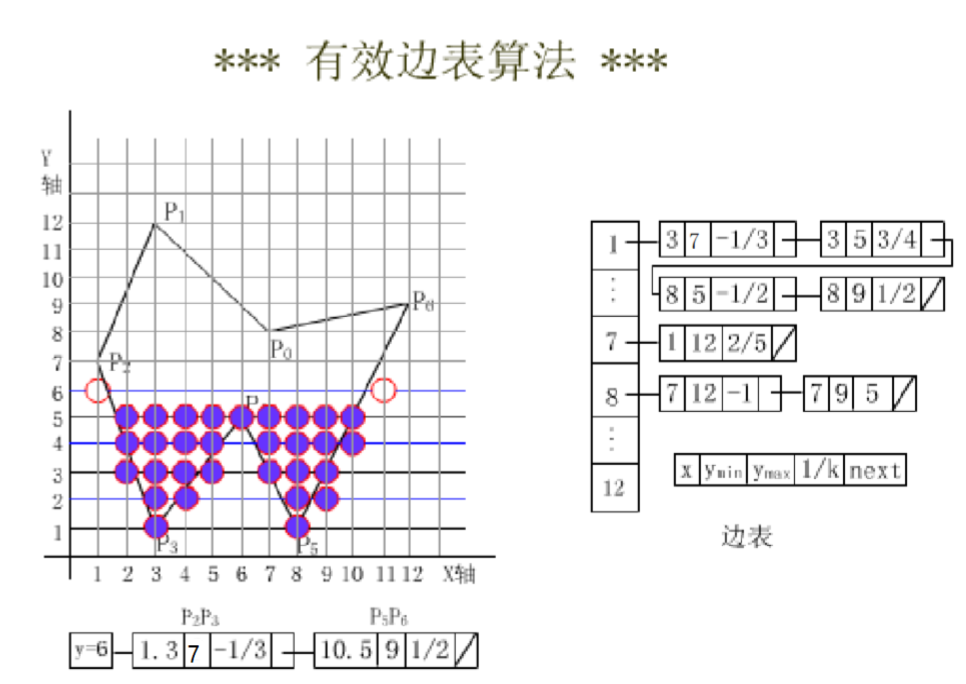 *** 有效边表算法 ***
Y
轴
12
11
10
9
8
7
6
5
4
3
2
1
P₁
P₂
P₀
P₆
P
P₃
P₅
1 2 3 4 5 6 7 8 9 10 11 12 X轴
P₂P₃ P₅P₆
y=6 1.3 7 -1/3 10.5 9 1/2
1 3 7 -1/3 3 5 3/4
⋮ 8 5 -1/2 8 9 1/2
7 1 12 2/5
8 7 12 -1 7 9 5
⋮
12
x yₘᵢₙ yₘₐₓ 1/k next
边表